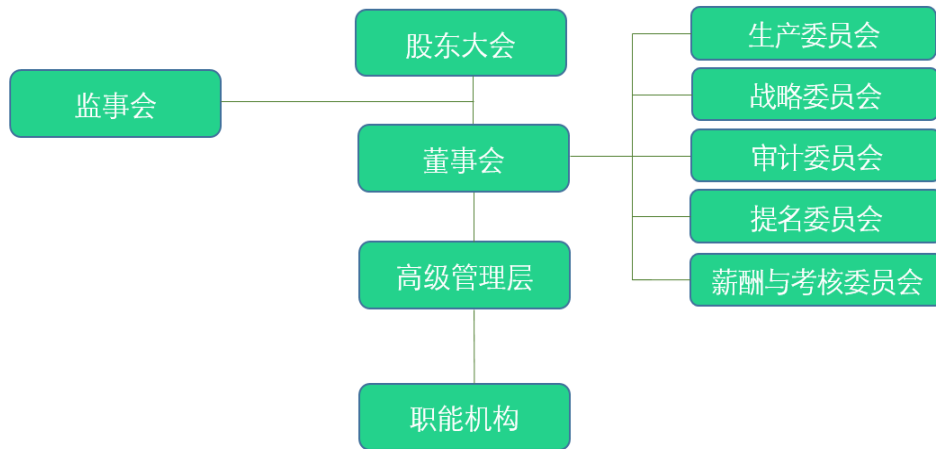 股东大会
监事会
董事会
高级管理层
职能机构
生产委员会
战略委员会
审计委员会
提名委员会
薪酬与考核委员会